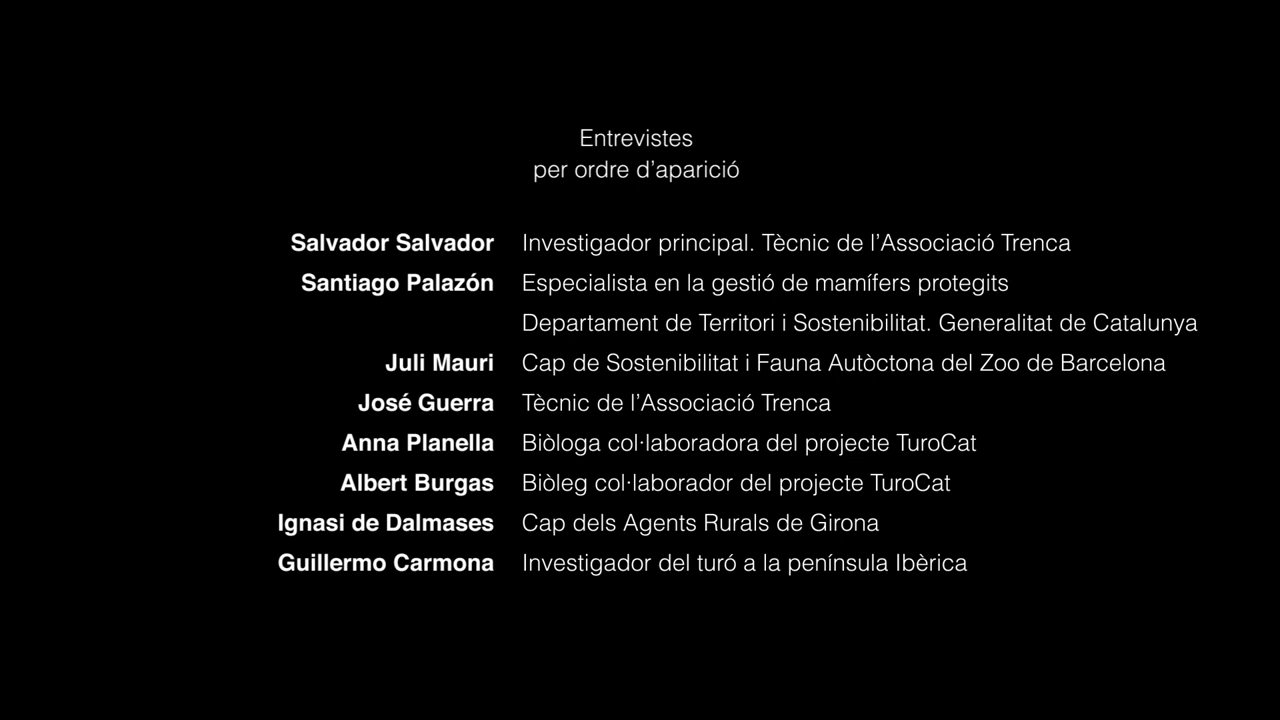 Entrevistes
per ordre d’aparició
Salvador Salvador Investigador principal. Tècnic de l’Associació Trenca
Santiago Palazón Especialista en la gestió de mamífers protegits
Departament de Territori i Sostenibilitat. Generalitat de Catalunya
Juli Mauri Cap de Sostenibilitat i Fauna Autòctona del Zoo de Barcelona
José Guerra Tècnic de l’Associació Trenca
Anna Planella Biòloga col·laboradora del projecte TuroCat
Albert Burgas Biòleg col·laborador del projecte TuroCat
Ignasi de Dalmases Cap dels Agents Rurals de Girona
Guillermo Carmona Investigador del turó a la península Ibèrica